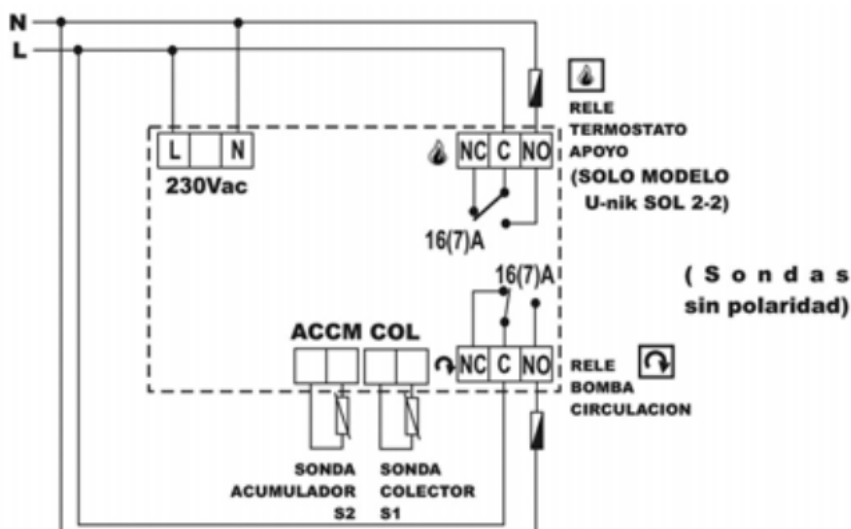 N
L
L N
230Vac
NC C NO
16(7)A
RELE
TERMOSTATO
APOYO
(SOLO MODELO
U-nik SOL 2-2)
16(7)A
(Sondas
sin polaridad)
ACCM COL
NC C NO
RELE
BOMBA
CIRCULACION
SONDA
ACUMULADOR
S2
SONDA
COLECTOR
S1